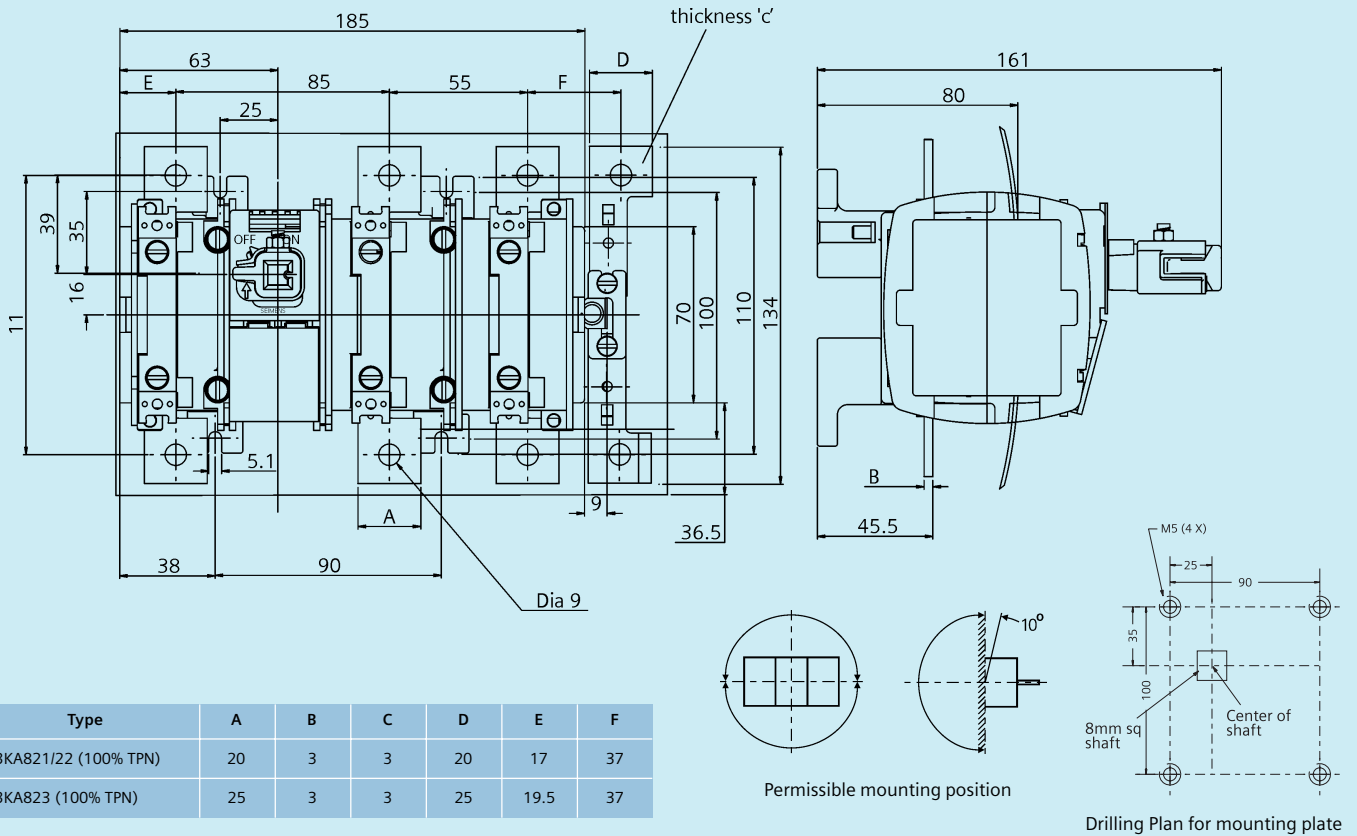 thickness 'c'
185
63
E
85
55
F
D
25
161
80
39
35
16
11
OFF
ON
SEIMENS
70
100
110
134
5.1
A
9
36.5
38
90
Dia 9
B
45.5
M5 (4 X)
25
90
35
100
8mm sq
shaft
Center of
shaft
10°
Permissible mounting position
Drilling Plan for mounting plate
Type A B C D E F
3KA821/22 (100% TPN) 20 3 3 20 17 37
3KA823 (100% TPN) 25 3 3 25 19.5 37